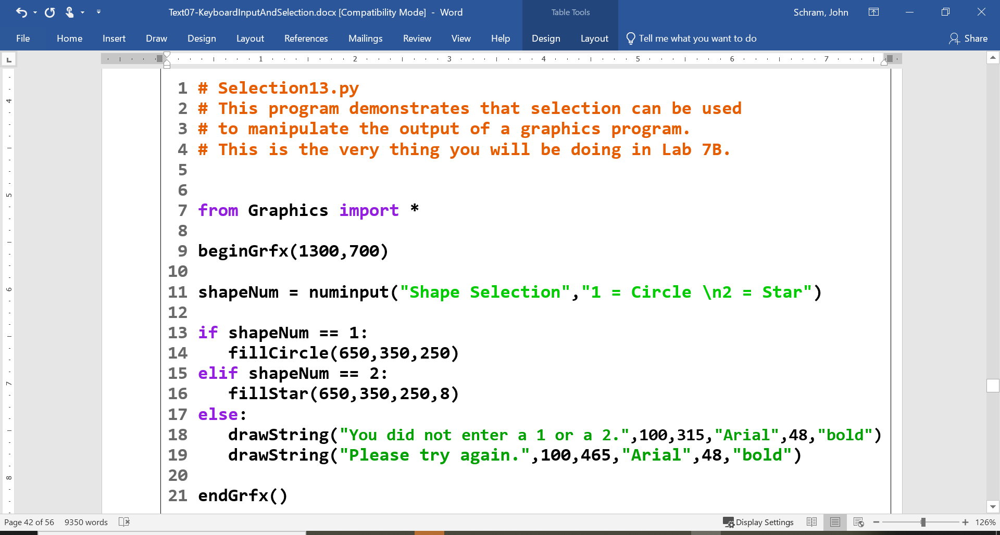 Text07-KeyboardInputAndSelection.docx [Compatibility Mode] - Word
Table Tools
Schram, John
File Home Insert Draw Design Layout References Mailings Review View Help Design Layout Tell me what you want to do Share
1 2 3 4 5 6 7
4
5
6
7
8
1 # Selection13.py
2 # This program demonstrates that selection can be used
3 # to manipulate the output of a graphics program.
4 # This is the very thing you will be doing in Lab 7B.
5
6
7 from Graphics import *
8
9 beginGrfx(1300,700)
10
11 shapeNum = numinput("Shape Selection","1 = Circle \n2 = Star")
12
13 if shapeNum == 1:
14    fillCircle(650,350,250)
15 elif shapeNum == 2:
16    fillStar(650,350,250,8)
17 else:
18    drawString("You did not enter a 1 or a 2.",100,315,"Arial",48,"bold")
19    drawString("Please try again.",100,465,"Arial",48,"bold")
20
21 endGrfx()
Page 42 of 56 9350 words Display Settings 126%